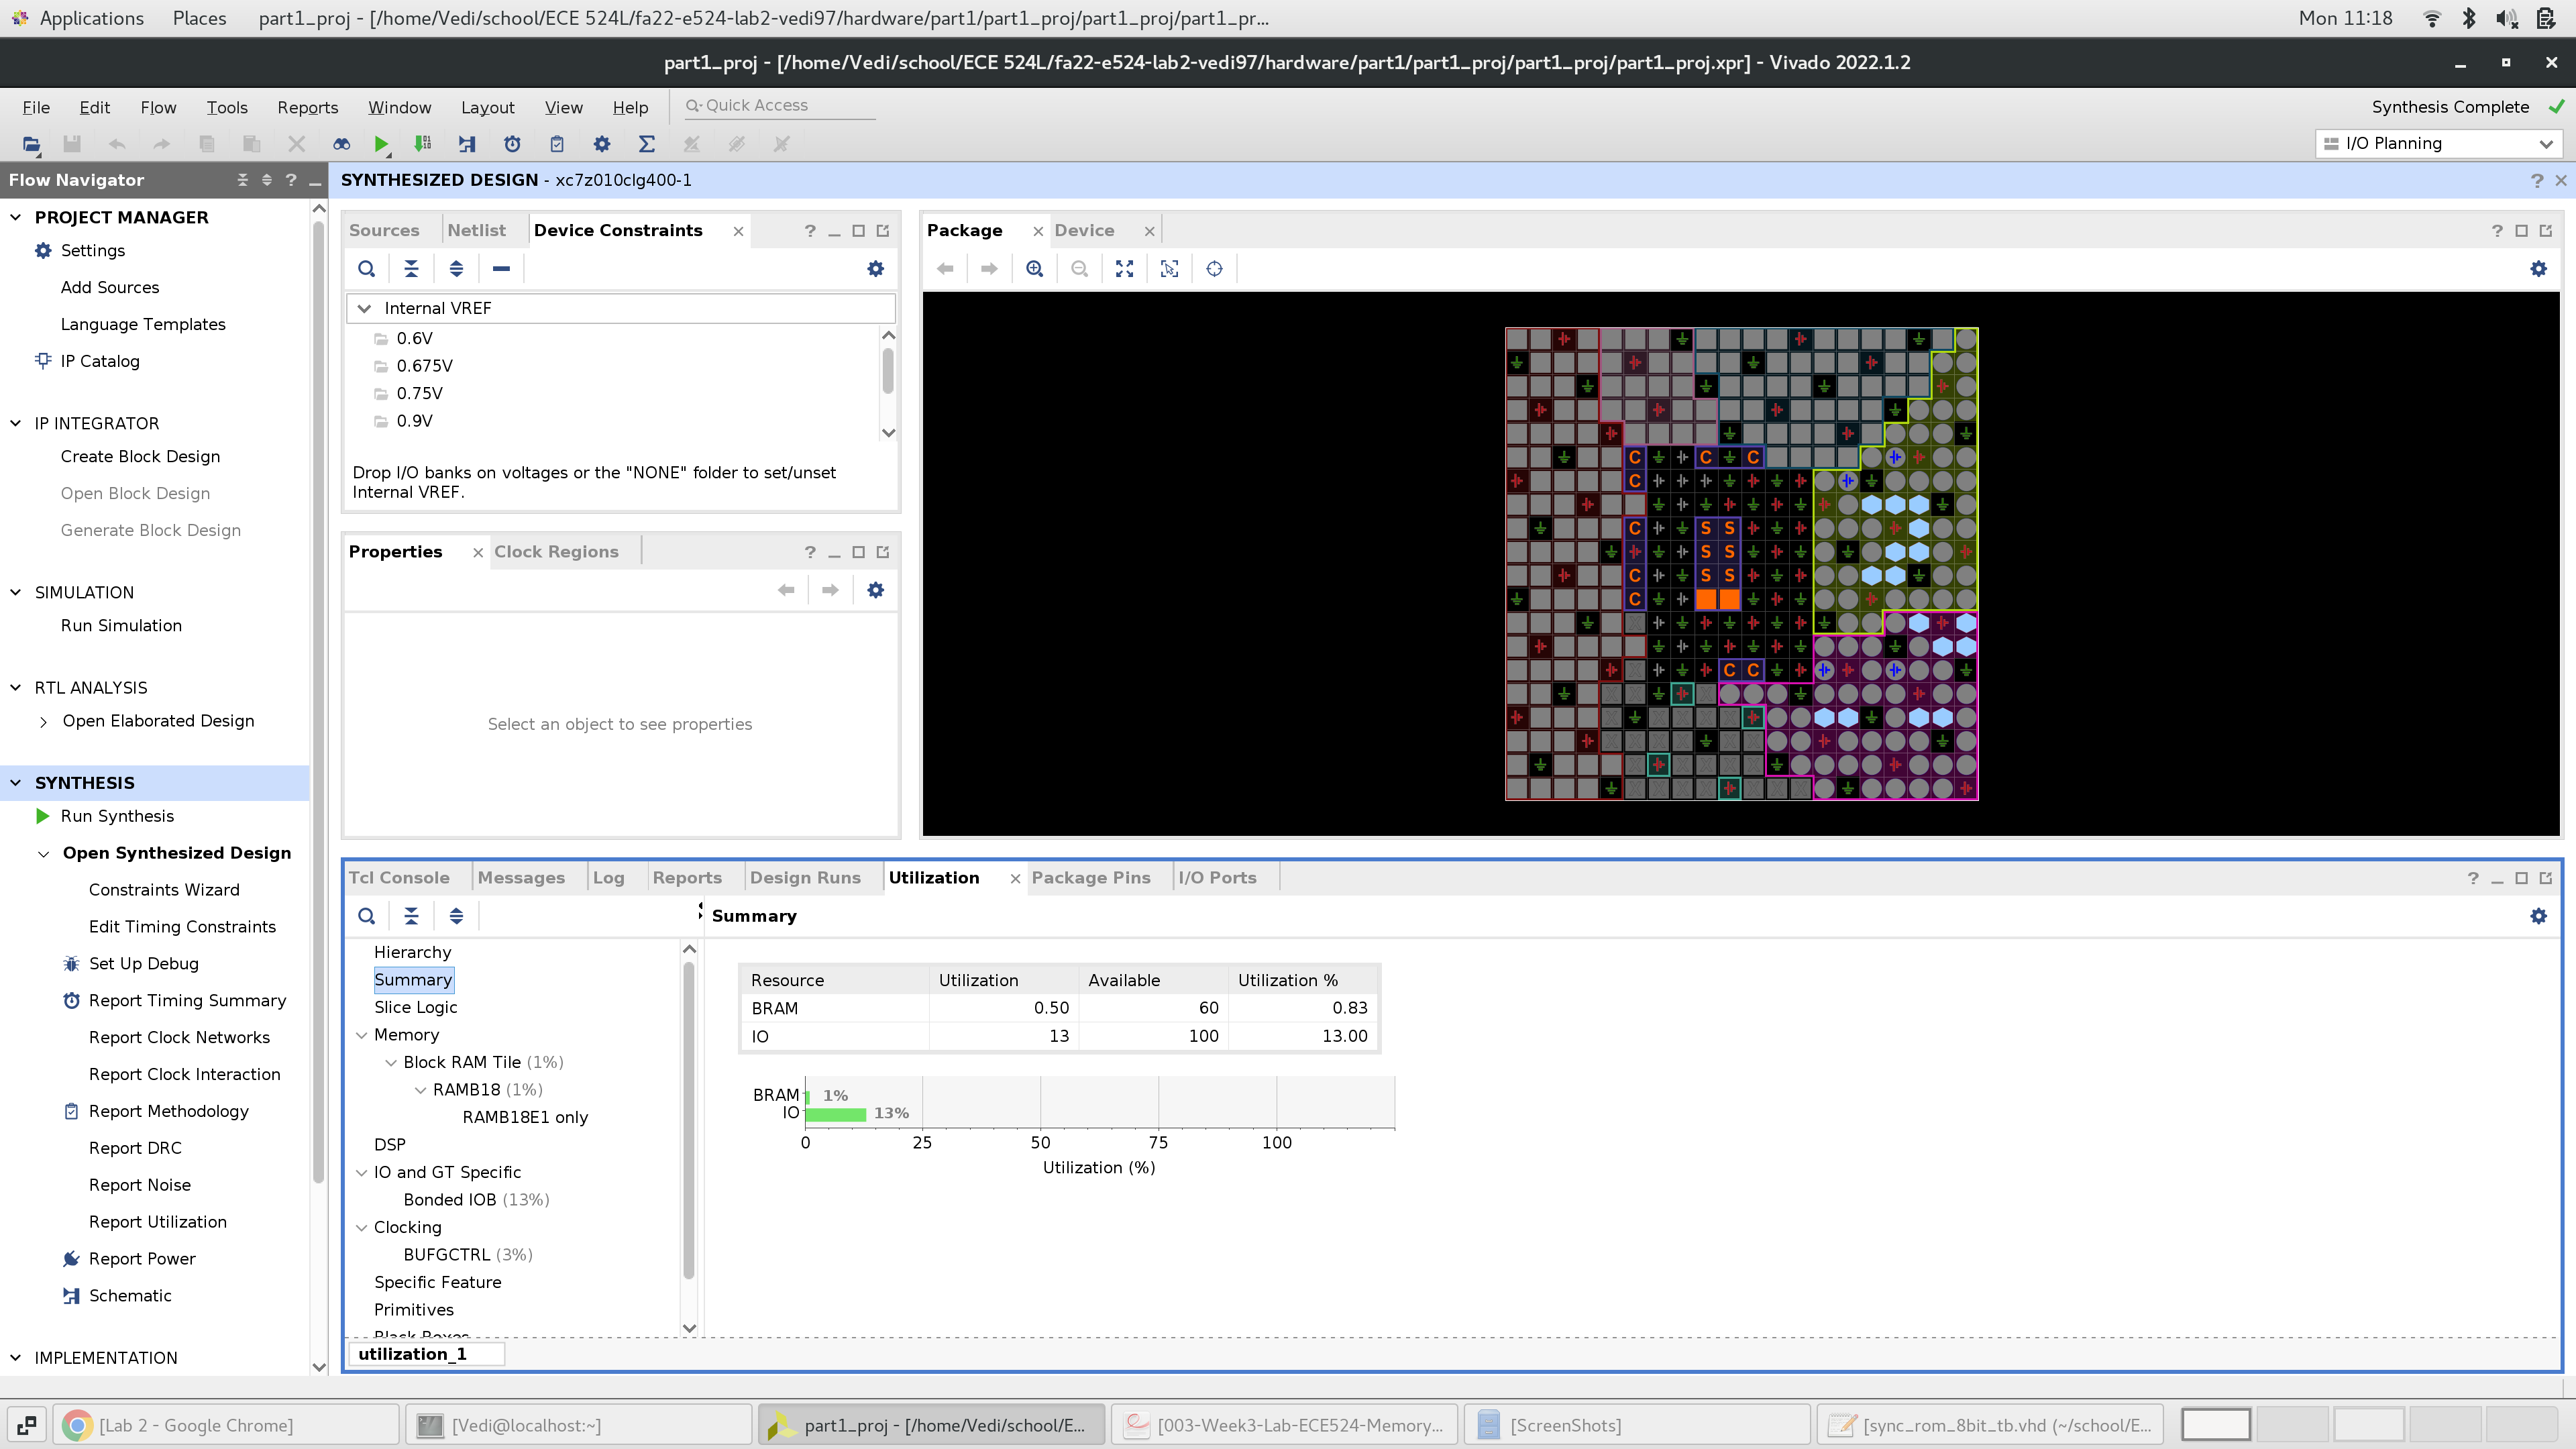 Applications Places part1_proj - [/home/Vedi/school/ECE 524L/fa22-e524-lab2-vedi97/hardware/part1/part1_proj/part1_proj/part1_pr... Mon 11:18
part1_proj - [/home/Vedi/school/ECE 524L/fa22-e524-lab2-vedi97/hardware/part1/part1_proj/part1_proj/part1_proj.xpr] - Vivado 2022.1.2
File Edit Flow Tools Reports Window Layout View Help Quick Access Synthesis Complete
I/O Planning
Flow Navigator
SYNTHESIZED DESIGN - xc7z010clg400-1
PROJECT MANAGER
Settings
Add Sources
Language Templates
IP Catalog
IP INTEGRATOR
Create Block Design
Open Block Design
Generate Block Design
SIMULATION
Run Simulation
RTL ANALYSIS
Open Elaborated Design
SYNTHESIS
Run Synthesis
Open Synthesized Design
Constraints Wizard
Edit Timing Constraints
Set Up Debug
Report Timing Summary
Report Clock Networks
Report Clock Interaction
Report Methodology
Report DRC
Report Noise
Report Utilization
Report Power
Schematic
IMPLEMENTATION
Sources Netlist Device Constraints
Internal VREF
0.6V
0.675V
0.75V
0.9V
Drop I/O banks on voltages or the "NONE" folder to set/unset
Internal VREF.
Properties Clock Regions
Select an object to see properties
Package Device
C C C
C
C S S
S S
C S S
C
C C
Tcl Console Messages Log Reports Design Runs Utilization Package Pins I/O Ports
Summary
Hierarchy
Summary
Slice Logic
Memory
Block RAM Tile (1%)
RAMB18 (1%)
RAMB18E1 only
DSP
IO and GT Specific
Bonded IOB (13%)
Clocking
BUFGCTRL (3%)
Specific Feature
Primitives
Black Boxes
Resource Utilization Available Utilization %
BRAM 0.50 60 0.83
IO 13 100 13.00
BRAM 1%
IO 13%
0 25 50 75 100
Utilization (%)
utilization_1
[Lab 2 - Google Chrome] [Vedi@localhost:~] part1_proj - [/home/Vedi/school/E... [003-Week3-Lab-ECE524-Memory... [ScreenShots] [sync_rom_8bit_tb.vhd (~/school/E...